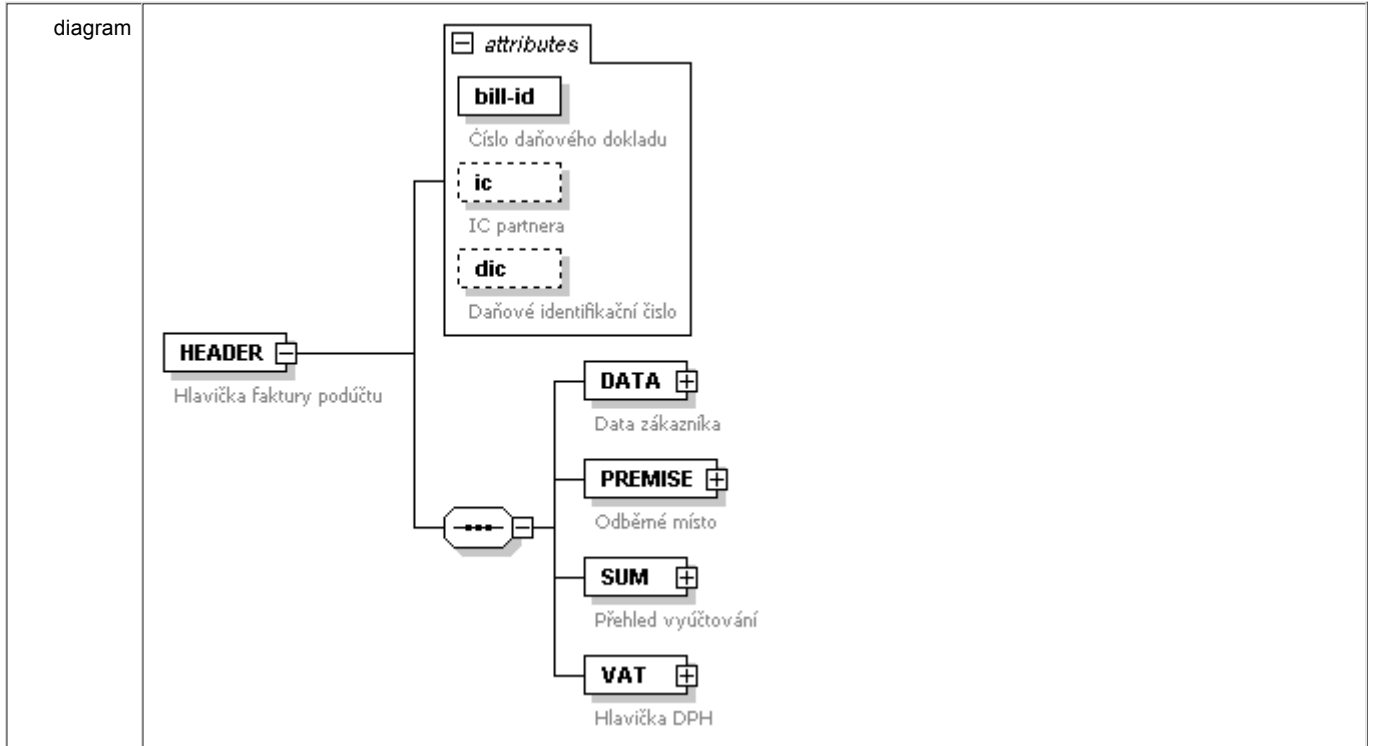 diagram
attributes
bill-id
Číslo daňového dokladu
ic
IC partnera
dic
Daňové identifikační čislo
HEADER
Hlavička faktury podúčtu
DATA
Data zákazníka
PREMISE
Odběrné místo
SUM
Přehled vyúčtování
VAT
Hlavička DPH